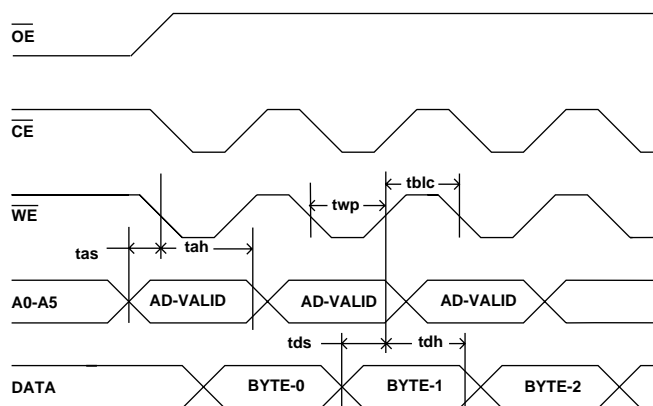 OE
CE
WE
twp
tblc
tas
tah
A0-A5
AD-VALID
AD-VALID
AD-VALID
tds
tdh
DATA
BYTE-0
BYTE-1
BYTE-2